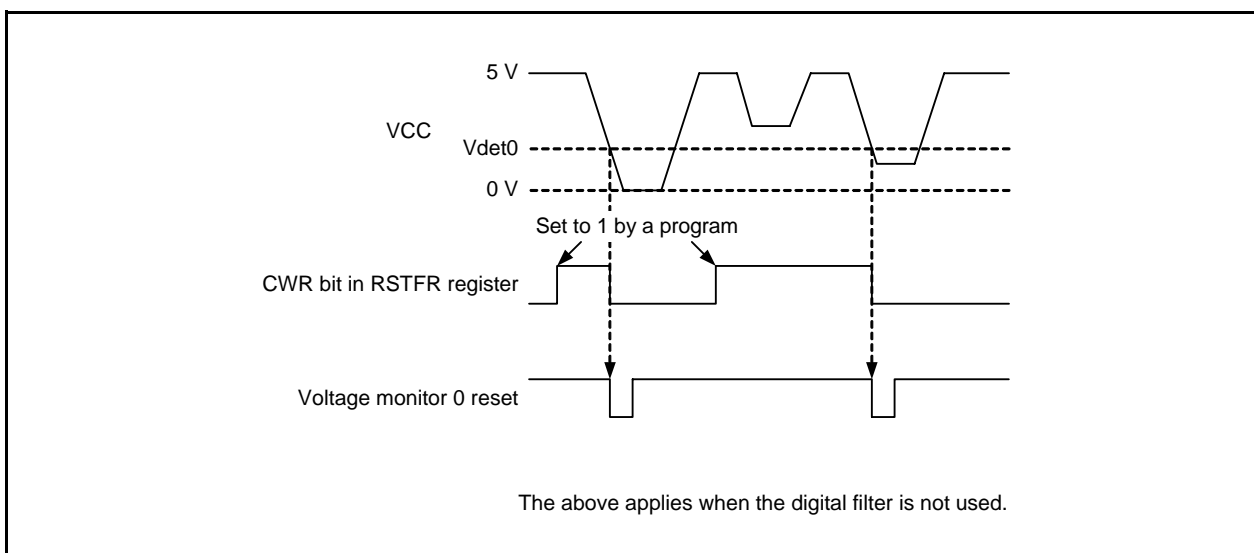 5 V
VCC
Vdet0
0 V
Set to 1 by a program
CWR bit in RSTFR register
Voltage monitor 0 reset
The above applies when the digital filter is not used.